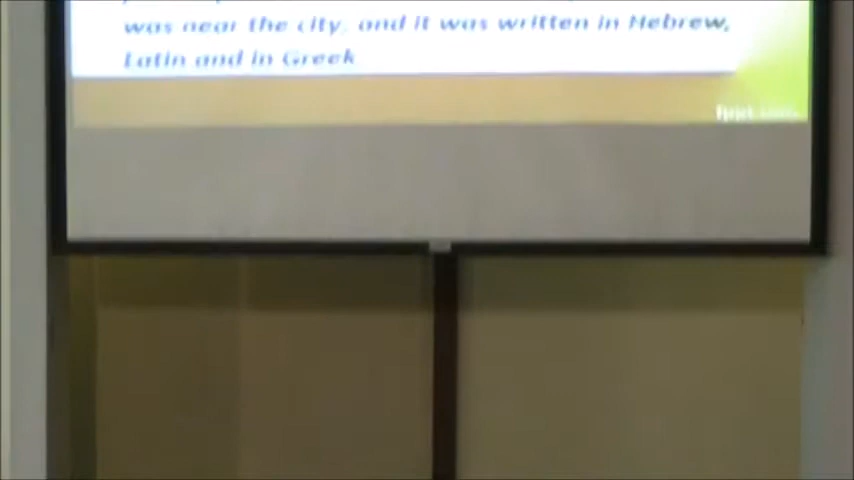 was near the city, and it was written in Hebrew,
Latin and in Greek